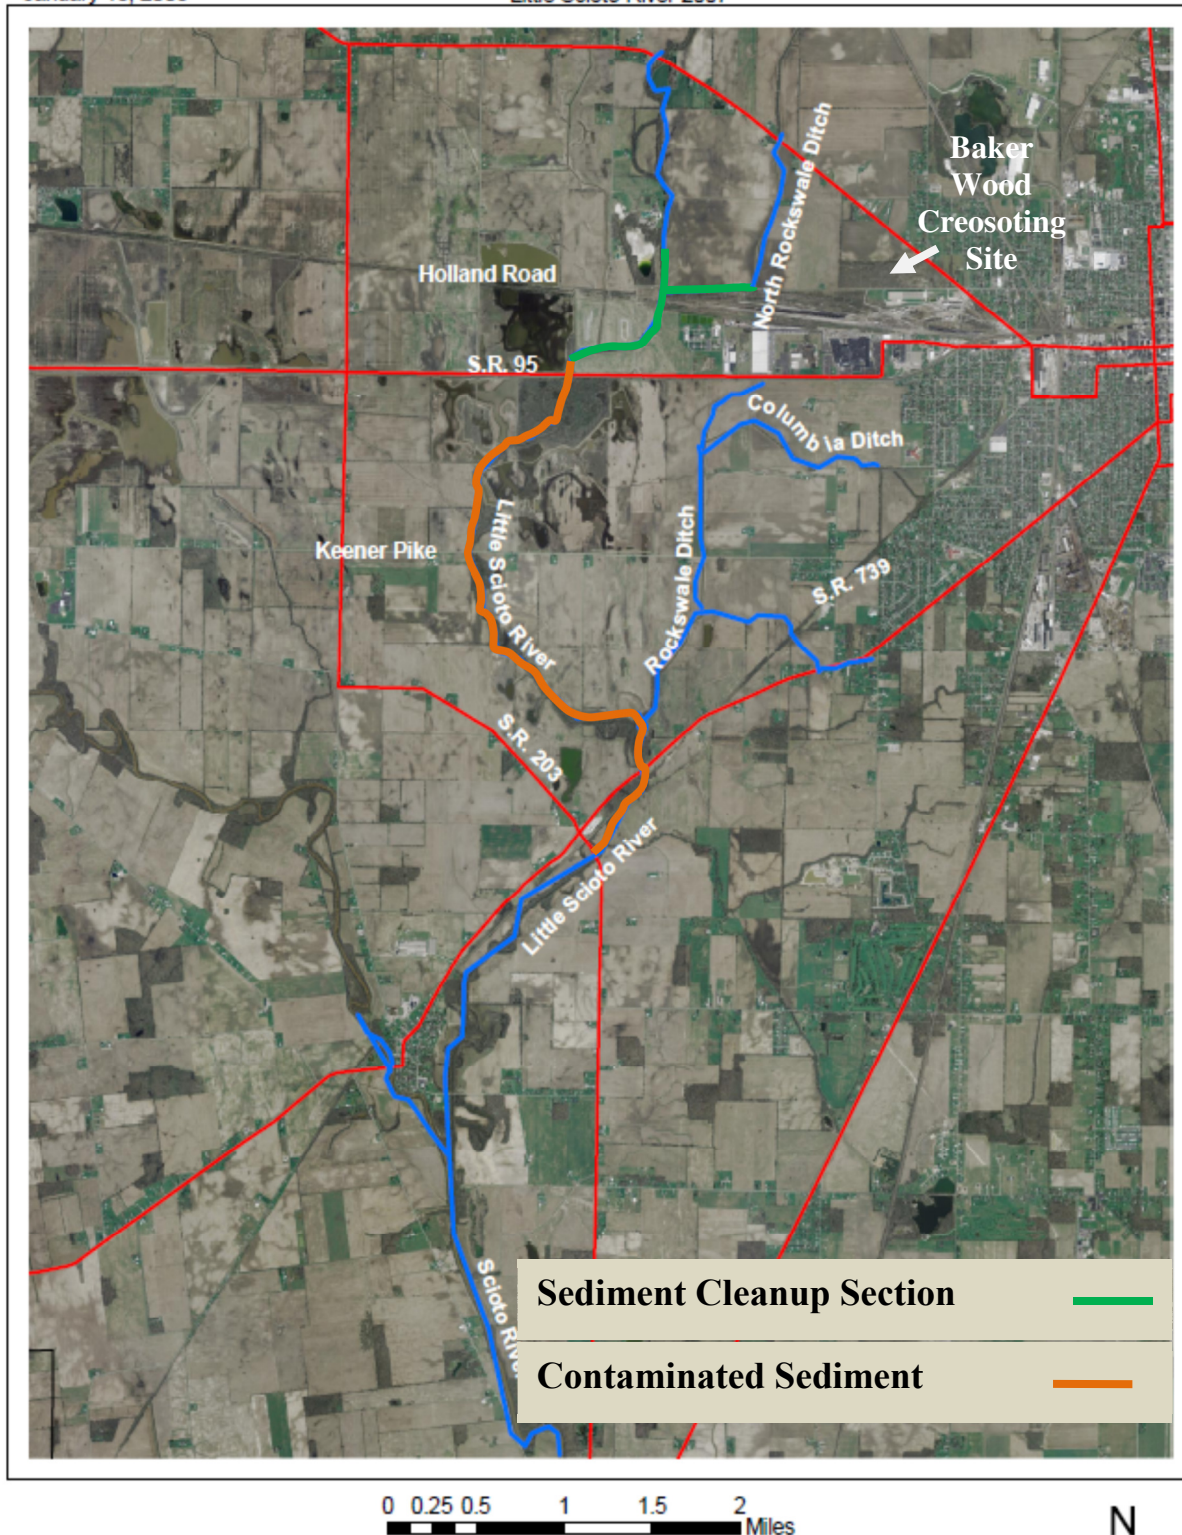 Baker
Wood
Creosoting
Site
North Rockswale Ditch
Holland Road
S.R. 95
Columbia Ditch
Little Scioto River
Keener Pike
Rockswale Ditch
S.R. 739
S.R. 203
Little Scioto River
Scioto River
Sediment Cleanup Section
Contaminated Sediment
0 0.25 0.5 1 1.5 2
Miles
N